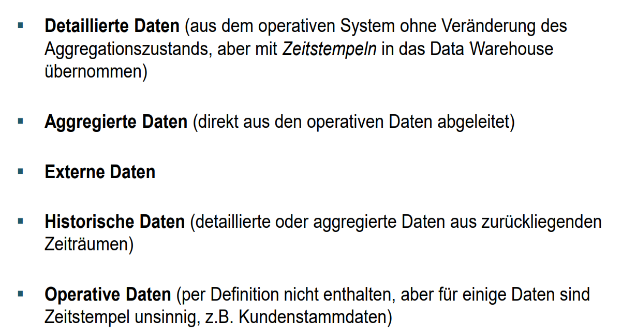 ▪ Detaillierte Daten (aus dem operativen System ohne Veränderung des
Aggregationszustands, aber mit Zeitstempeln in das Data Warehouse
übernommen)
▪ Aggregierte Daten (direkt aus den operativen Daten abgeleitet)
▪ Externe Daten
▪ Historische Daten (detaillierte oder aggregierte Daten aus zurückliegenden
Zeiträumen)
▪ Operative Daten (per Definition nicht enthalten, aber für einige Daten sind
Zeitstempel unsinnig, z.B. Kundenstammdaten)